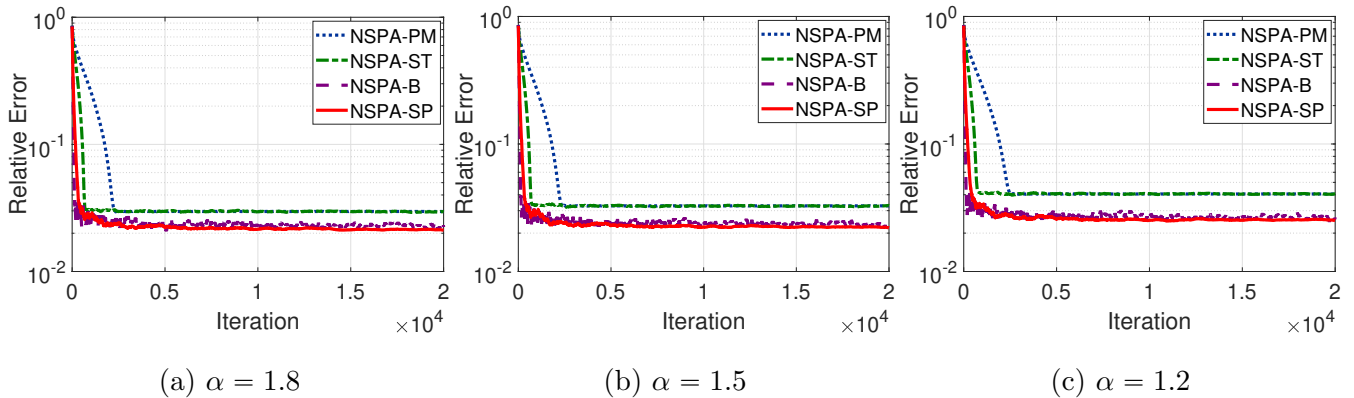 10^0
10^-1
10^-2
Relative Error
NSPA-PM
NSPA-ST
NSPA-B
NSPA-SP
0 0.5 1 1.5 2
Iteration
×10^4
(a) α = 1.8
10^0
10^-1
10^-2
Relative Error
NSPA-PM
NSPA-ST
NSPA-B
NSPA-SP
0 0.5 1 1.5 2
Iteration
×10^4
(b) α = 1.5
10^0
10^-1
10^-2
Relative Error
NSPA-PM
NSPA-ST
NSPA-B
NSPA-SP
0 0.5 1 1.5 2
Iteration
×10^4
(c) α = 1.2